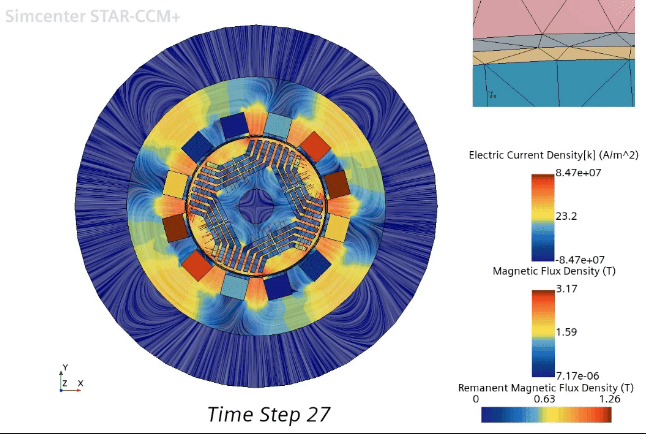 Simcenter STAR-CCM+
Electric Current Density[k] (A/m^2)
8.47e+07
23.2
-8.47e+07
Magnetic Flux Density (T)
3.17
1.59
7.17e-06
Remanent Magnetic Flux Density (T)
0 0.63 1.26
Y
Z X
Time Step 27